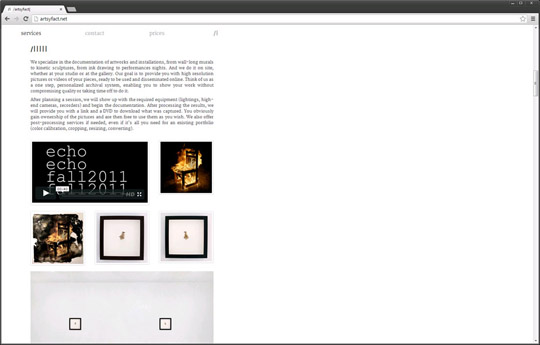 /\ artsyfact;
artsyfact.net
services contact prices
We specialize in the documentation of artworks and installations, from wall-long murals
to kinetic sculptures, from ink drawing to performances nights. And we do it on site,
whether at your studio or at the gallery. Our goal is to provide you with high resolution
pictures or videos of your pieces, ready to be used and disseminated online. Think of us as
a one stop, personalized archival system, enabling you to show your work without
compromising quality or taking time off to do it.
After planning a session, we will show up with the required equipment (lightings, high-
end cameras, recorders) and begin the documentation. After processing the results, we
will provide you with a link and a DVD to download what was captured. You obviously
gain ownership of the pictures and are then free to use them as you want. We also offer
post-processing services if needed, even if it's all you need for an existing portfolio
(color calibration, cropping, resizing, converting).
echo
echo
fall2011
fall2011
HD